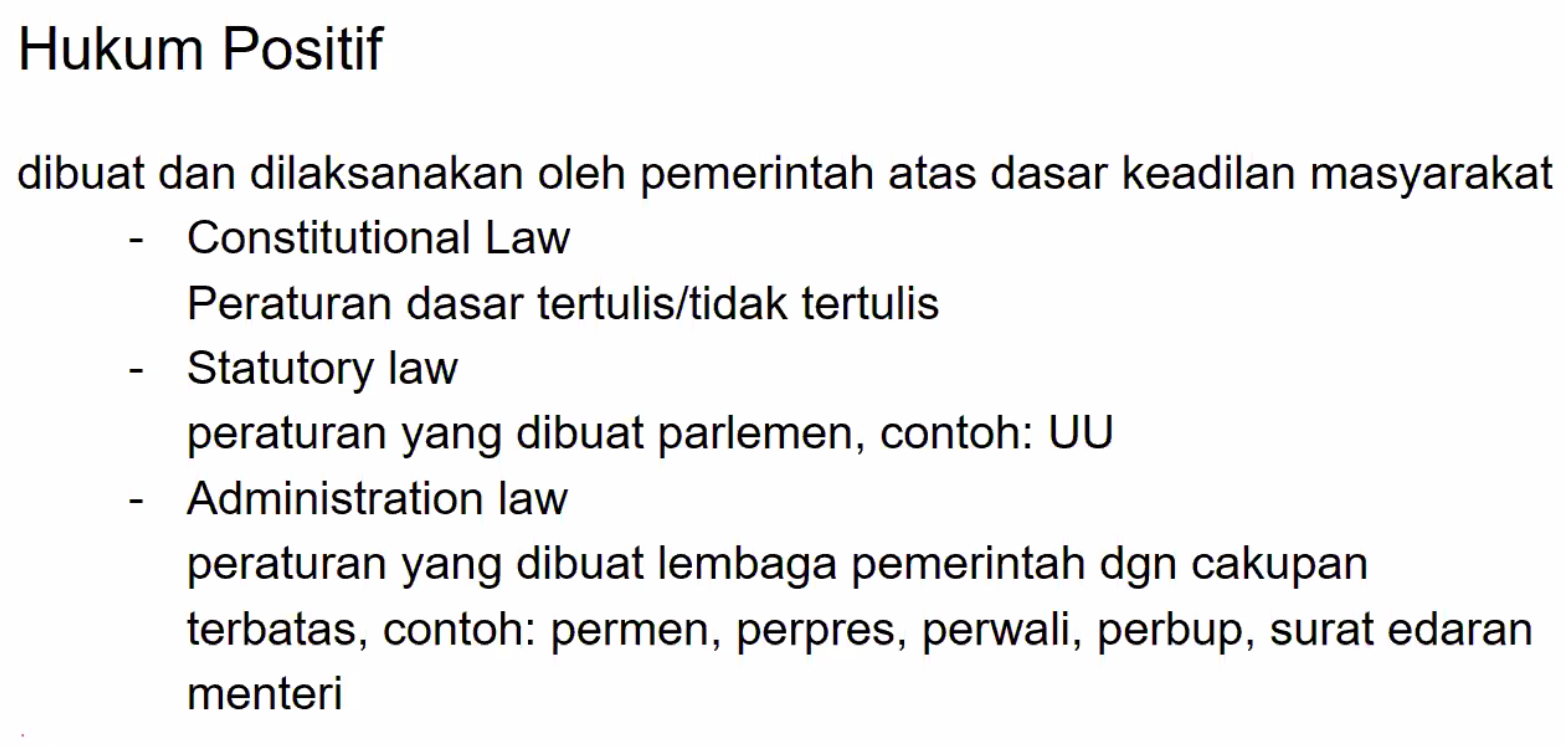 Hukum Positif
dibuat dan dilaksanakan oleh pemerintah atas dasar keadilan masyarakat
- Constitutional Law
Peraturan dasar tertulis/tidak tertulis
- Statutory law
peraturan yang dibuat parlemen, contoh: UU
- Administration law
peraturan yang dibuat lembaga pemerintah dgn cakupan
terbatas, contoh: permen, perpres, perwali, perbup, surat edaran
menteri